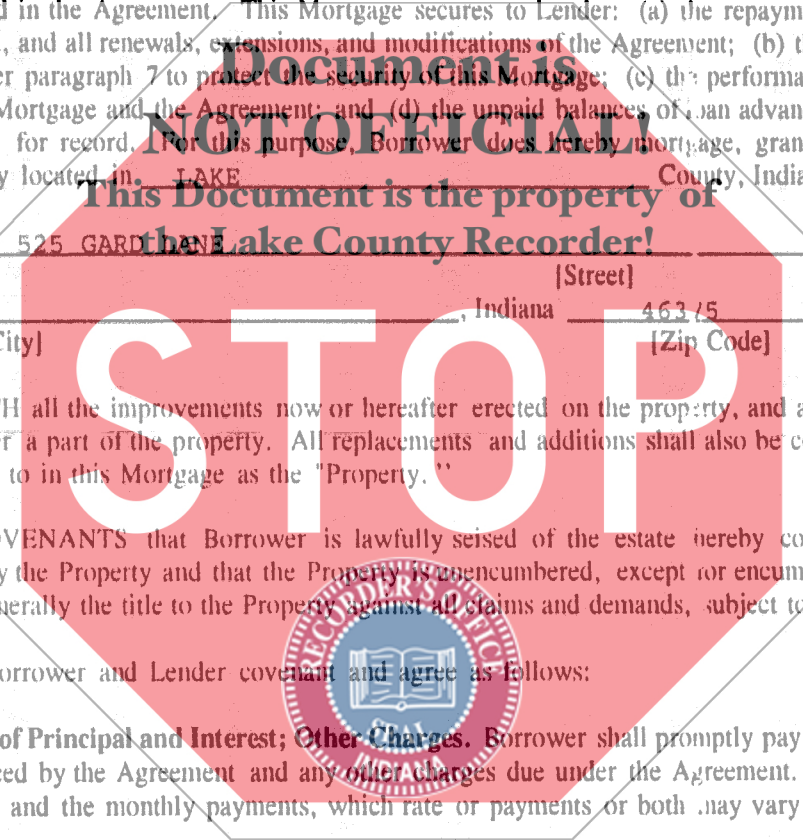 d in the Agreement. This Mortgage secures to Lender: (a) the repaym
, and all renewals, extensions, and modifications of the Agreement; (b) t
Document is
er paragraph 7 to protect the security of this Mortgage; (c) the performa
Mortgage and the Agreement; and (d) the unpaid balances of loan advan
NOT OFFICIAL!
for record. For this purpose, Borrower does hereby mortgage, gran
y located in LAKE County, India
This Document is the property of
525 GARD LANE
the Lake County Recorder!
[Street]
, Indiana 463/5
City] [Zip Code]
STOP
H all the improvements now or hereafter erected on the property, and a
r a part of the property. All replacements and additions shall also be co
to in this Mortgage as the "Property."
OVENANTS that Borrower is lawfully seised of the estate hereby co
y the Property and that the Property is unencumbered, except for encum
nerally the title to the Property against all claims and demands, subject to
RECORDER'S OFFICE
orrower and Lender covenant and agree as follows:
SEAL
INDIANA
of Principal and Interest; Other Charges. Borrower shall promptly pay
ced by the Agreement and any other charges due under the Agreement.
and the monthly payments, which rate or payments or both may vary